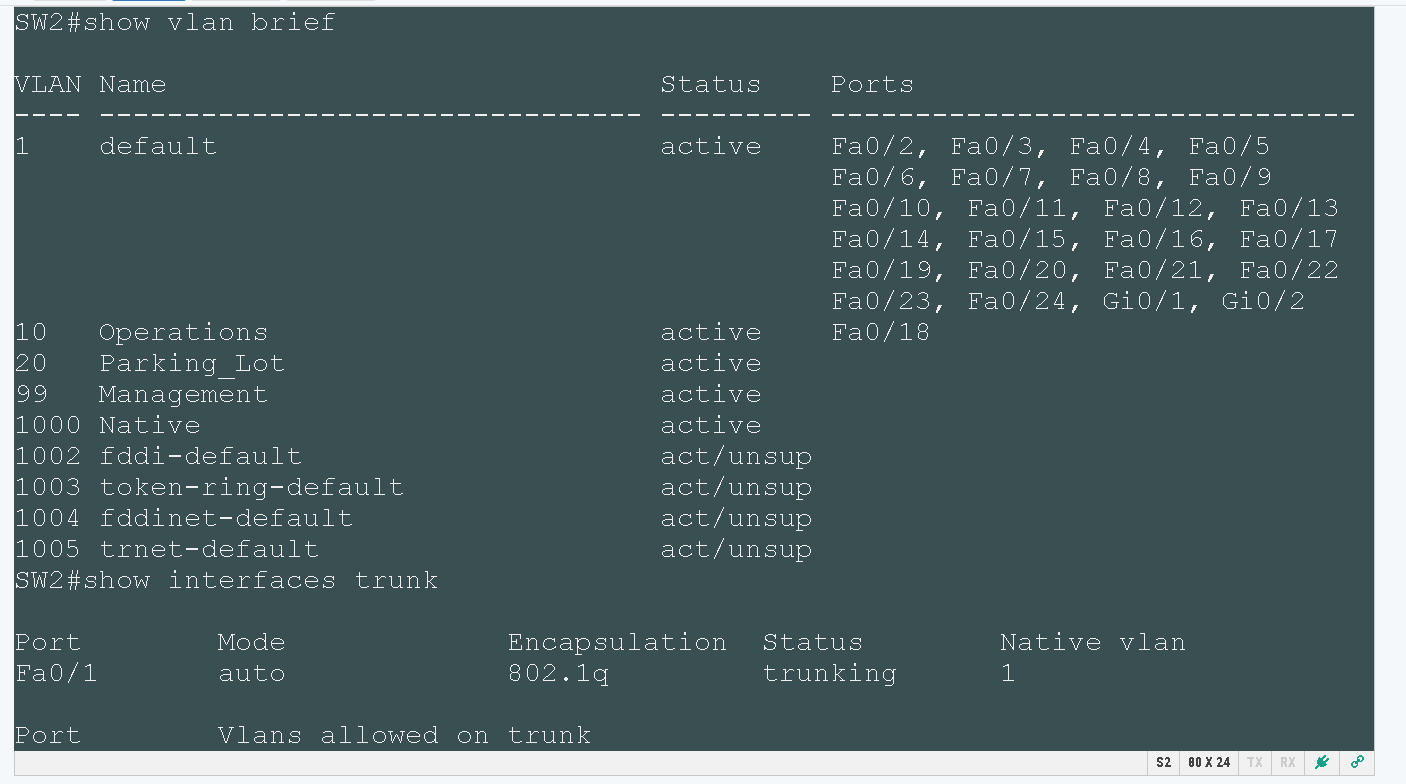 SW2#show vlan brief
VLAN Name                             Status    Ports
---- -------------------------------- --------- -------------------------------
1    default                          active    Fa0/2, Fa0/3, Fa0/4, Fa0/5
                                                Fa0/6, Fa0/7, Fa0/8, Fa0/9
                                                Fa0/10, Fa0/11, Fa0/12, Fa0/13
                                                Fa0/14, Fa0/15, Fa0/16, Fa0/17
                                                Fa0/19, Fa0/20, Fa0/21, Fa0/22
                                                Fa0/23, Fa0/24, Gi0/1, Gi0/2
10   Operations                       active    Fa0/18
20   Parking_Lot                      active
99   Management                       active
1000 Native                           active
1002 fddi-default                     act/unsup
1003 token-ring-default               act/unsup
1004 fddinet-default                  act/unsup
1005 trnet-default                    act/unsup
SW2#show interfaces trunk
Port        Mode             Encapsulation  Status        Native vlan
Fa0/1       auto             802.1q         trunking      1
Port        Vlans allowed on trunk
S2 80 X 24 TX RX